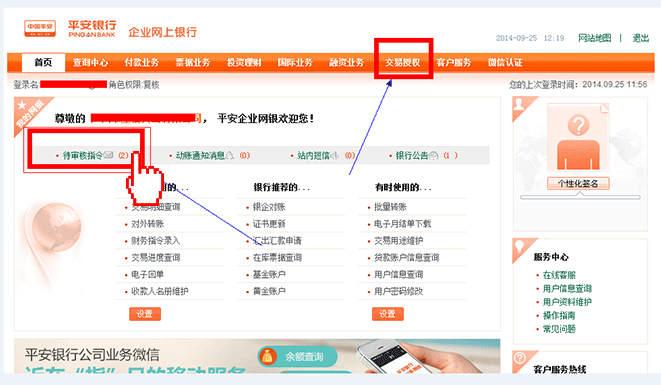 中国平安 平安银行 PINGAN BANK 企业网上银行
2014-09-25 12:19 网站地图 | 退出
首页 查询中心 付款业务 票据业务 投资理财 国际业务 融资业务 交易授权 客户服务 微信认证
登录名: 角色权限:复核 您的上次登录时间: 2014.09.25 11:56
我的网银
尊敬的 ， 平安企业网银欢迎您！
待审核指令 (2) 动账通知消息 (0) 站内短信 (0) 银行公告 (1)
的... 银行推荐的... 有时使用的...
交易明细查询 银企对账 批量转账
对外转账 证书更新 电子月结单下载
财务指令录入 汇出汇款申请 交易用途维护
交易进度查询 在库票据查询 贷款账户信息查询
电子回单 基金账户 用户信息查询
收款人名册维护 黄金账户 用户密码修改
设置 设置
个性化签名
服务中心
在线客服
用户信息查询
用户资料维护
操作指南
常见问题
平安银行公司业务微信
余额查询
客户服务热线